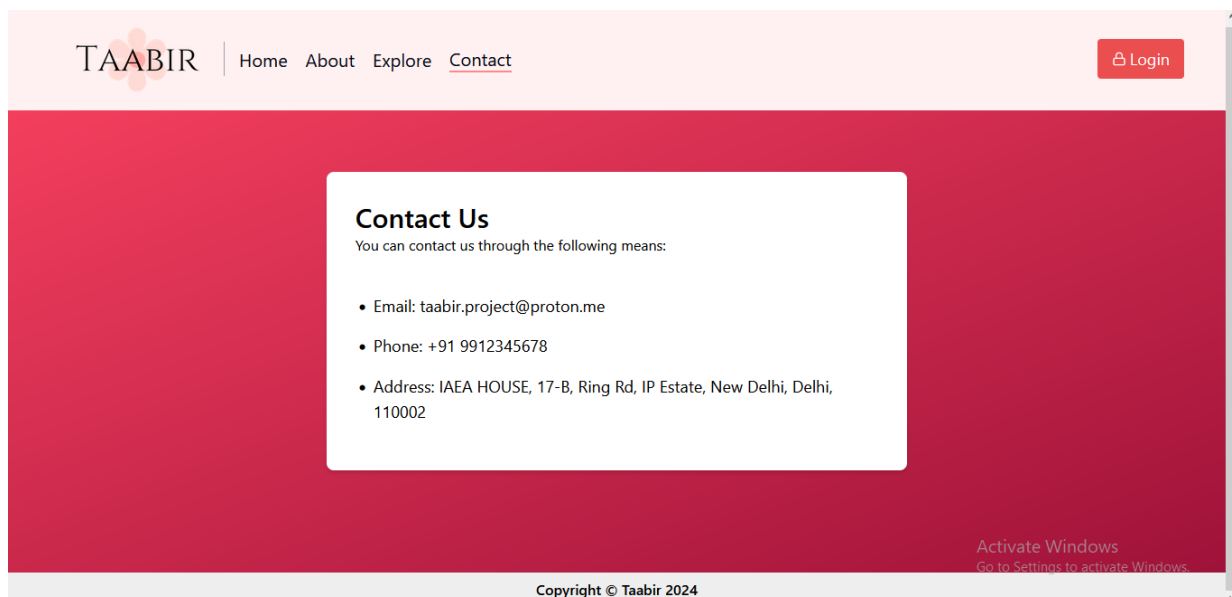 TAABIR
Home About Explore Contact
Login
Contact Us
You can contact us through the following means:
Email: taabir.project@proton.me
Phone: +91 9912345678
Address: IAEA HOUSE, 17-B, Ring Rd, IP Estate, New Delhi, Delhi,
110002
Activate Windows
Go to Settings to activate Windows.
Copyright © Taabir 2024